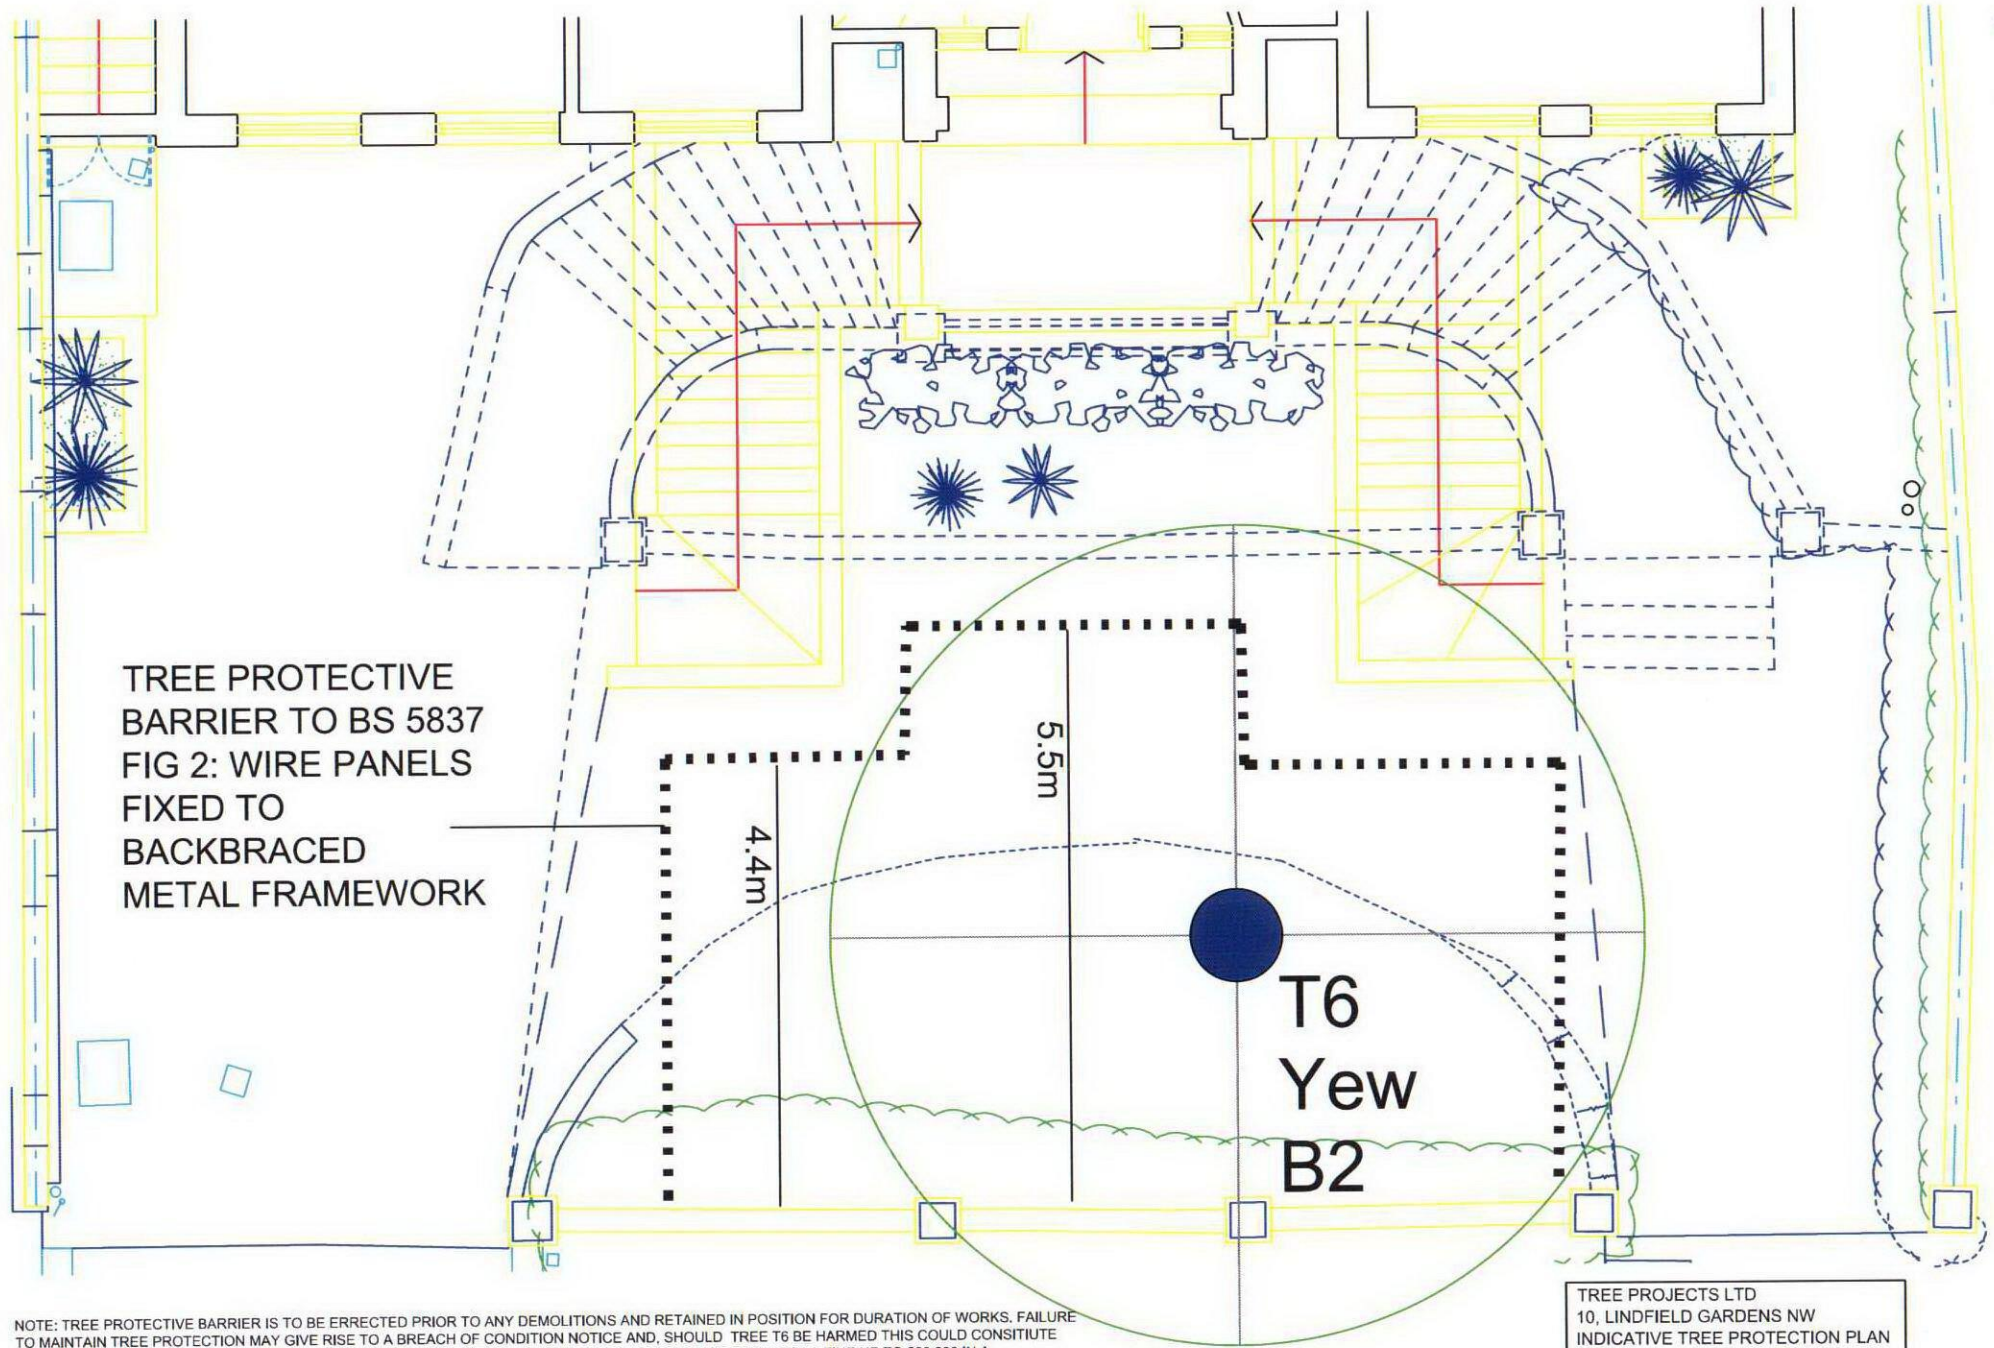 TREE PROTECTIVE
BARRIER TO BS 5837
FIG 2: WIRE PANELS
FIXED TO
BACKBRACED
METAL FRAMEWORK
5.5m
4.4m
T6
Yew
B2
NOTE: TREE PROTECTIVE BARRIER IS TO BE ERRECTED PRIOR TO ANY DEMOLITIONS AND RETAINED IN POSITION FOR DURATION OF WORKS. FAILURE
TO MAINTAIN TREE PROTECTION MAY GIVE RISE TO A BREACH OF CONDITION NOTICE AND, SHOULD TREE T6 BE HARMED THIS COULD CONSITIUTE
TREE PROJECTS LTD
10, LINDFIELD GARDENS NW
INDICATIVE TREE PROTECTION PLAN